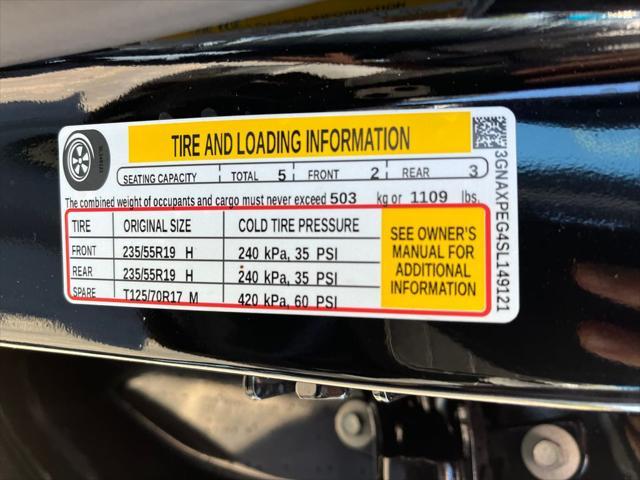 TIRE AND LOADING INFORMATION
SEATING CAPACITY TOTAL 5 FRONT 2 REAR 3
The combined weight of occupants and cargo must never exceed 503 kg or 1109 lbs.
TIRE ORIGINAL SIZE COLD TIRE PRESSURE
FRONT 235/55R19 H 240 kPa, 35 PSI
REAR 235/55R19 H 240 kPa, 35 PSI
SPARE T125/70R17 M 420 kPa, 60 PSI
SEE OWNER'S
MANUAL FOR
ADDITIONAL
INFORMATION
3GNAXPEG4SL149121